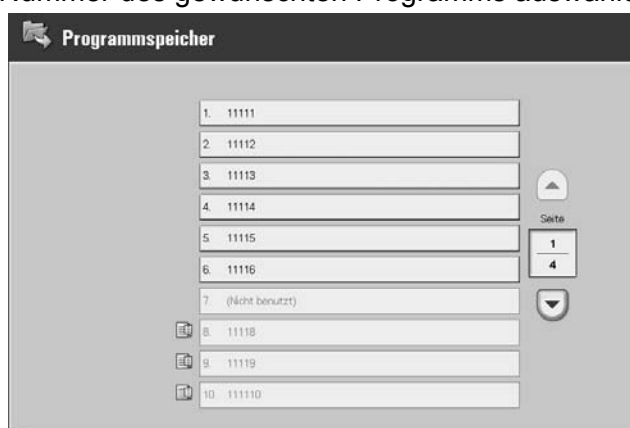 Nummer des gewünschten Programms auswählen
Programmspeicher
1. 11111
2. 11112
3. 11113
4. 11114
5. 11115
6. 11116
7. (Nicht benutzt)
8. 11118
9. 11119
10. 111110
Seite
1
4